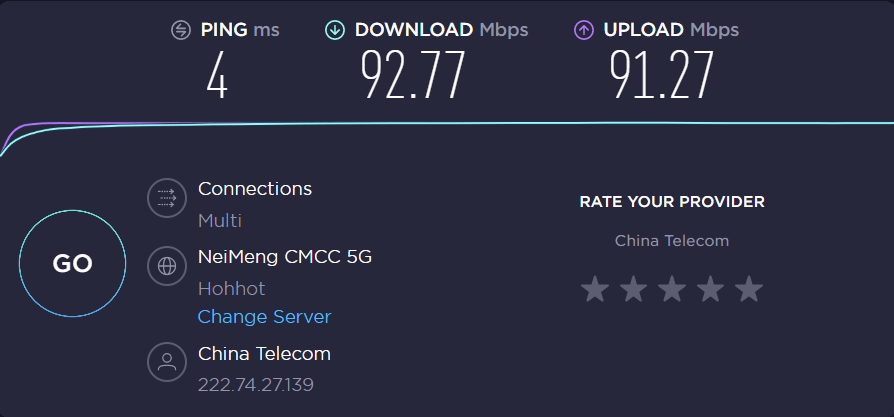 PING ms
4
DOWNLOAD Mbps
92.77
UPLOAD Mbps
91.27
GO
Connections
Multi
NeiMeng CMCC 5G
Hohhot
Change Server
China Telecom
222.74.27.139
RATE YOUR PROVIDER
China Telecom